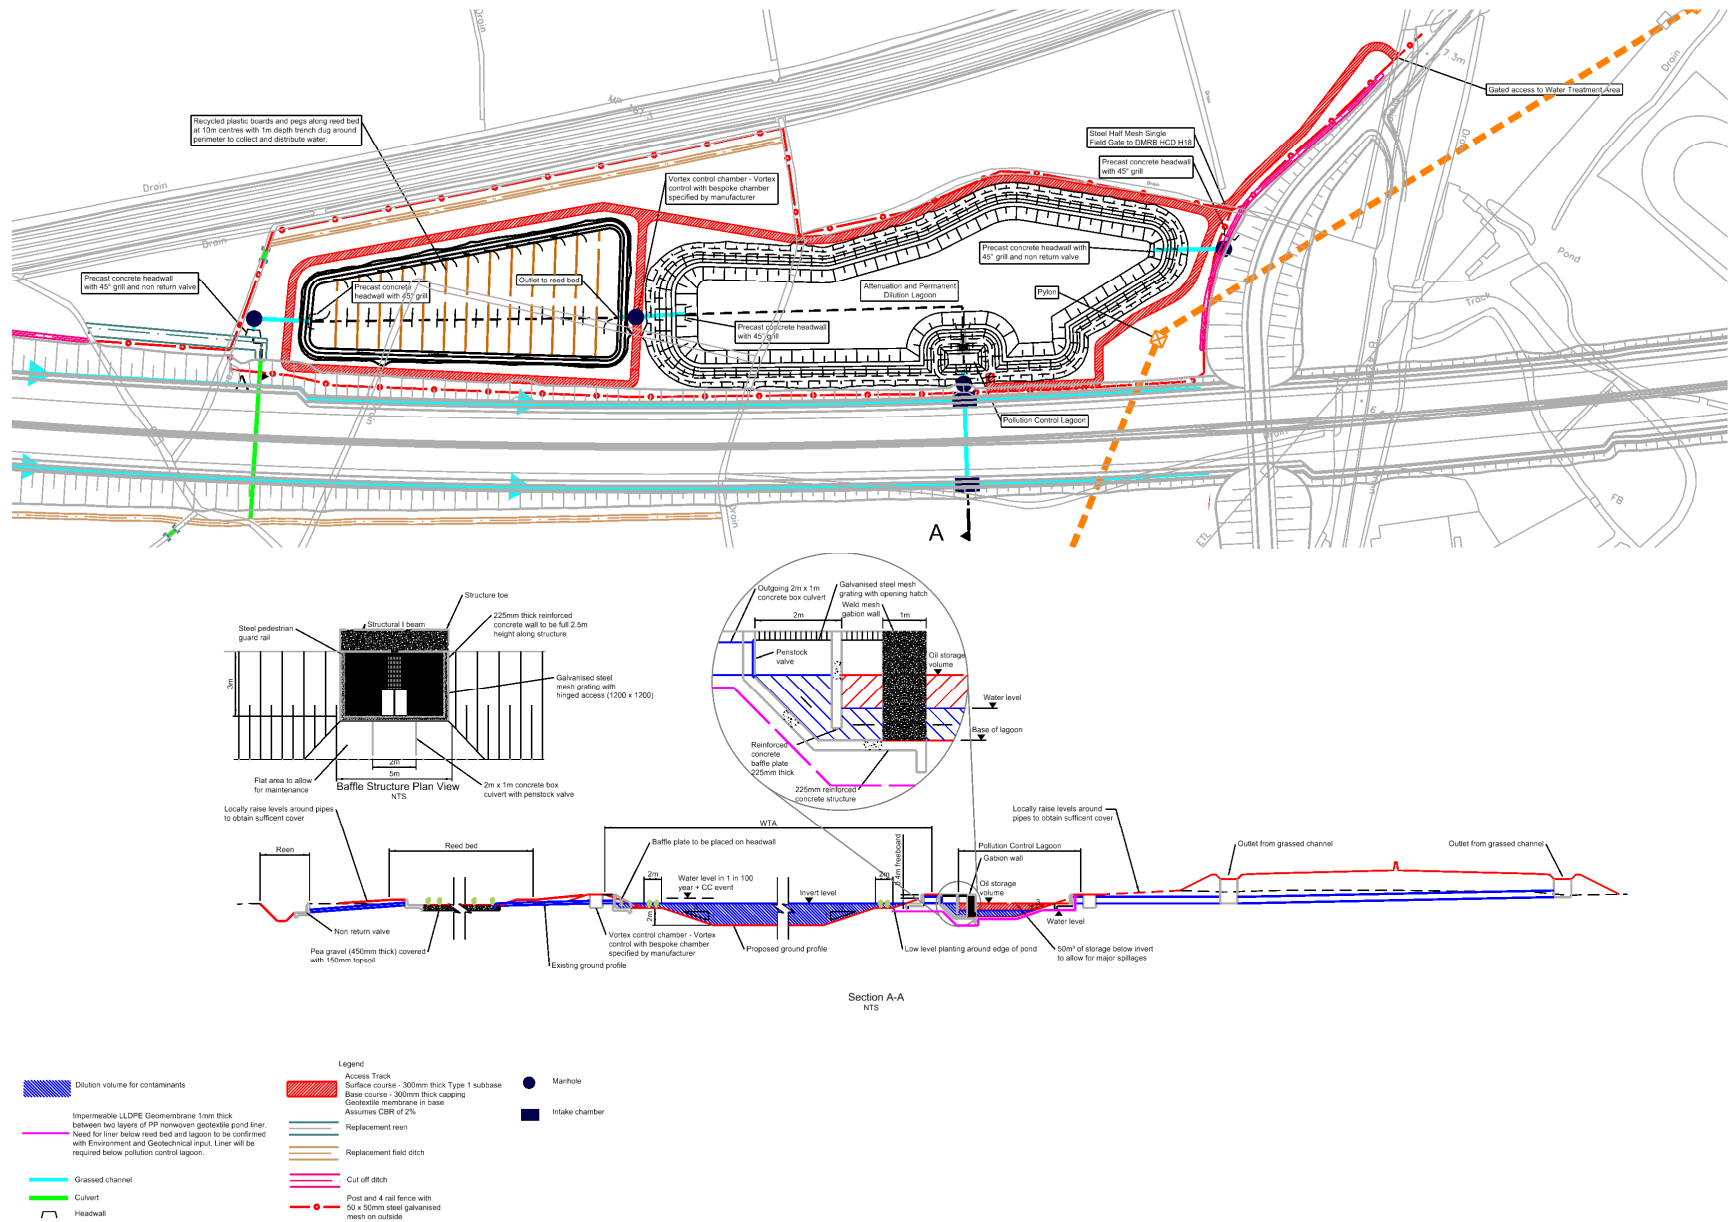 Drain
Drain
7.3m
Drain
Gated access to Water Treatment Area
Recycled plastic boards and pegs along reed bed
at 10m centres with 1m depth trench dug around
perimeter to collect and distribute water.
Steel Half Mesh Single
Field Gate to DMRB HCD H18
Precast concrete headwall
with 45° grill
Drain
Drain
Drain
Drain
Vortex control chamber - Vortex
control with bespoke chamber
specified by manufacturer
Drain
Precast concrete headwall with
45° grill and non return valve
Pond
Precast concrete headwall
with 45° grill and non return valve
Precast concrete
headwall with 45° grill
Outlet to reed bed
Attenuation and Permanent
Dilution Lagoon
Pylon
Track
Precast concrete headwall
with 45° grill
Pollution Control Lagoon
Drain
Drain
FB
ETL
A
Structure toe
Structural I beam
Steel pedestrian
guard rail
225mm thick reinforced
concrete wall to be full 2.5m
height along structure
3m
Galvanised steel
mesh grating with
hinged access (1200 x 1200)
2m
5m
Flat area to allow
for maintenance
2m x 1m concrete box
culvert with penstock valve
Baffle Structure Plan View
NTS
Outgoing 2m x 1m
concrete box culvert
Galvanised steel mesh
grating with opening hatch
Weld mesh
gabion wall
2m
1m
Penstock
valve
Oil storage
volume
Water level
Base of lagoon
Reinforced
concrete
baffle plate
225mm thick
225mm reinforced
concrete structure
Locally raise levels around pipes
to obtain sufficent cover
Locally raise levels around
pipes to obtain sufficent cover
WTA
Reen
Reed bed
Baffle plate to be placed on headwall
0.4m freeboard
Pollution Control Lagoon
Gabion wall
Outlet from grassed channel
Outlet from grassed channel
2m
Water level in 1 in 100
year + CC event
Invert level
2m
Oil storage
volume
2m
Water level
Non return valve
Pea gravel (450mm thick) covered
with 150mm topsoil
Existing ground profile
Vortex control chamber - Vortex
control with bespoke chamber
specified by manufacturer
Proposed ground profile
Low level planting around edge of pond
50m³ of storage below invert
to allow for major spillages
Section A-A
NTS
Legend
Dilution volume for contaminants
Impermeable LLDPE Geomembrane 1mm thick
between two layers of PP nonwoven geotextile pond liner.
Need for liner below reed bed and lagoon to be confirmed
with Environment and Geotechnical input. Liner will be
required below pollution control lagoon.
Grassed channel
Culvert
Headwall
Access Track
Surface course - 300mm thick Type 1 subbase
Base course - 300mm thick capping
Geotextile membrane in base
Assumes CBR of 2%
Replacement reen
Replacement field ditch
Cut off ditch
Post and 4 rail fence with
50 x 50mm steel galvanised
mesh on outside
Manhole
Intake chamber